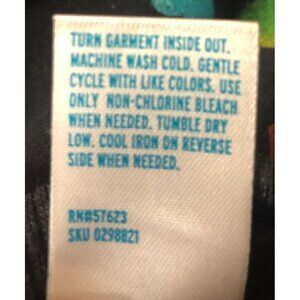 TURN GARMENT INSIDE OUT.
MACHINE WASH COLD. GENTLE
CYCLE WITH LIKE COLORS. USE
ONLY NON-CHLORINE BLEACH
WHEN NEEDED. TUMBLE DRY
LOW. COOL IRON ON REVERSE
SIDE WHEN NEEDED.
RN#57623
SKU 0298821